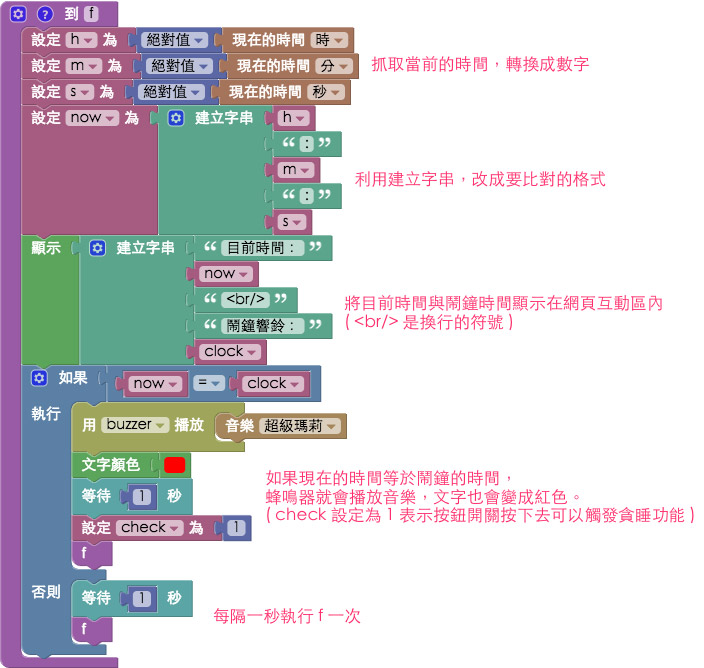 到 f
設定 h 為 絕對值 現在的時間 時
設定 m 為 絕對值 現在的時間 分
抓取當前的時間，轉換成數字
設定 s 為 絕對值 現在的時間 秒
設定 now 為 建立字串 h
“ : ”
m
利用建立字串，改成要比對的格式
“ : ”
s
顯示 建立字串 “ 目前時間： ”
now
“ <br/> ”
將目前時間與鬧鐘時間顯示在網頁互動區內
“ 鬧鐘響鈴： ”
( <br/> 是換行的符號 )
clock
如果 now = clock
執行 用 buzzer 播放 音樂 超級瑪莉
文字顏色
如果現在的時間等於鬧鐘的時間，
等待 1 秒
蜂鳴器就會播放音樂，文字也會變成紅色。
( check 設定為 1 表示按鈕開關按下去可以觸發貪睡功能 )
設定 check 為 1
f
否則 等待 1 秒
每隔一秒執行 f 一次
f